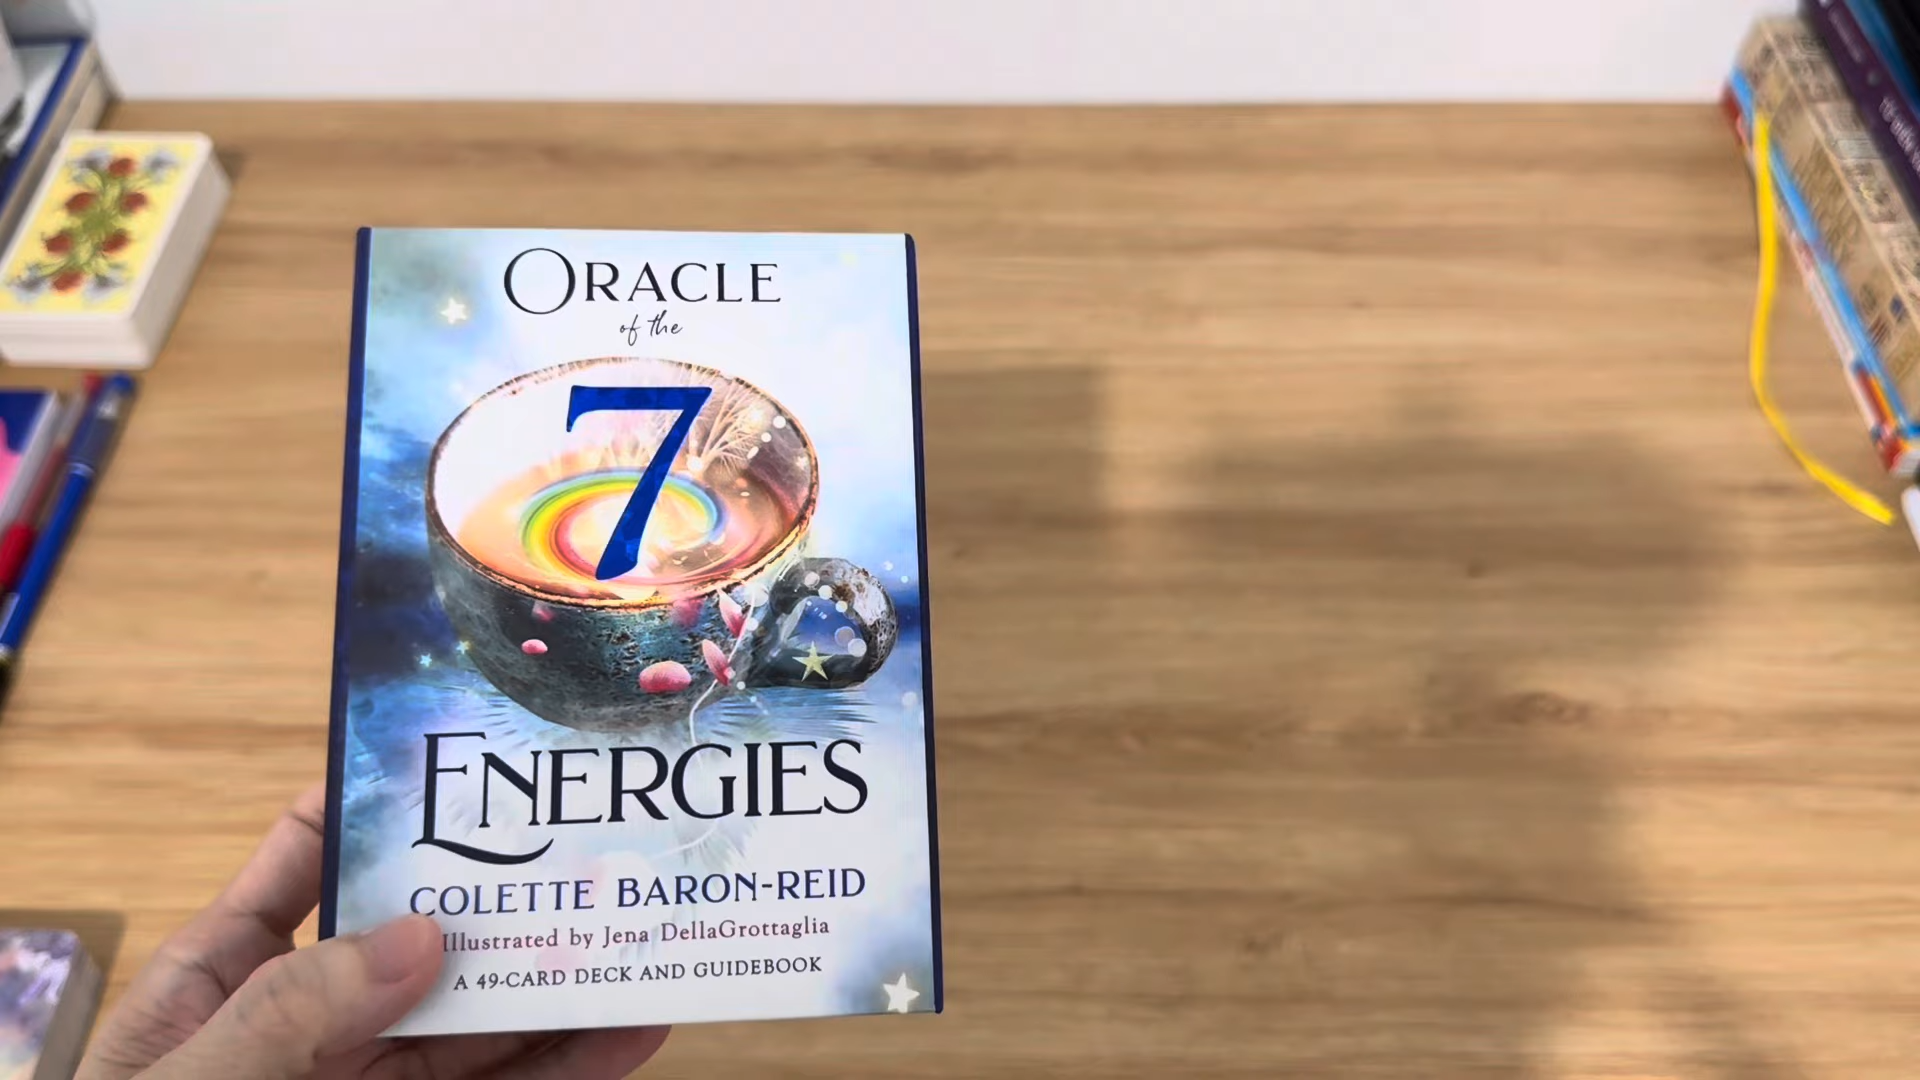 ORACLE
of the
7
ENERGIES
COLETTE BARON-REID
Illustrated by Jena DellaGrottaglia
A 49-CARD DECK AND GUIDEBOOK